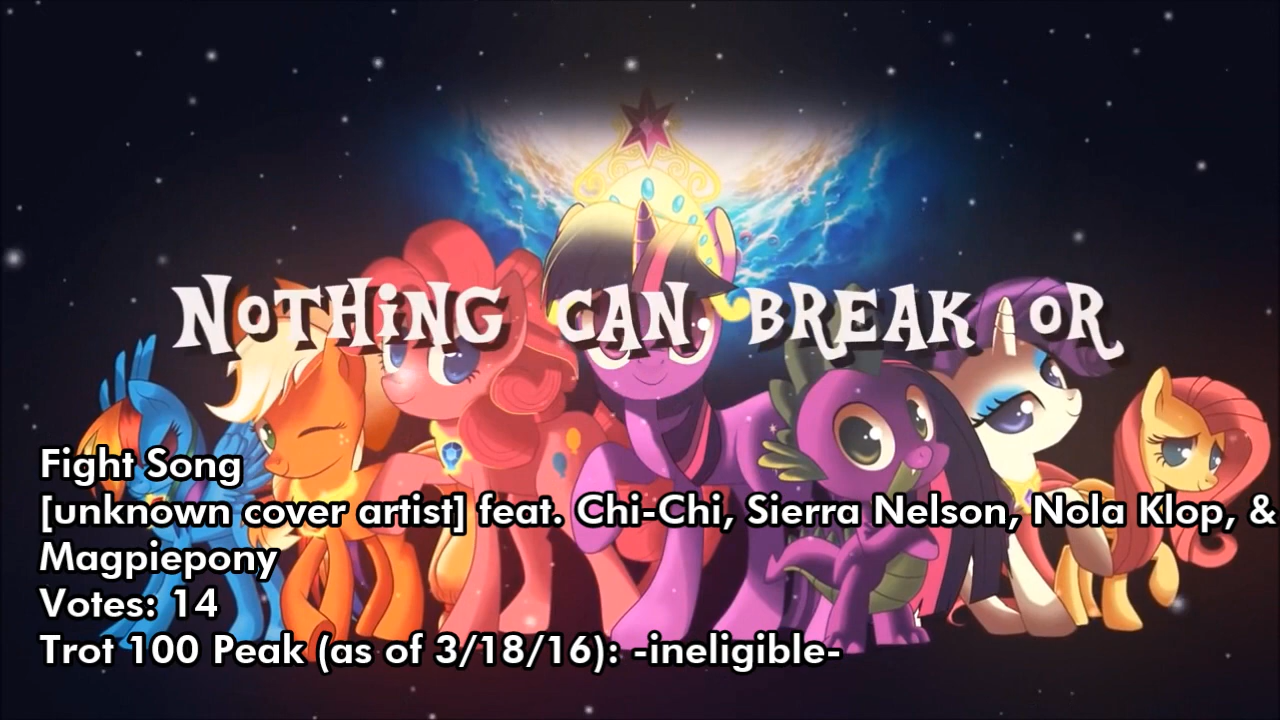 NOTHiNG CAN BREAK OR
Fight Song
[unknown cover artist] feat. Chi-Chi, Sierra Nelson, Nola Klop, &
Magpiepony
Votes: 14
Trot 100 Peak (as of 3/18/16): -ineligible-